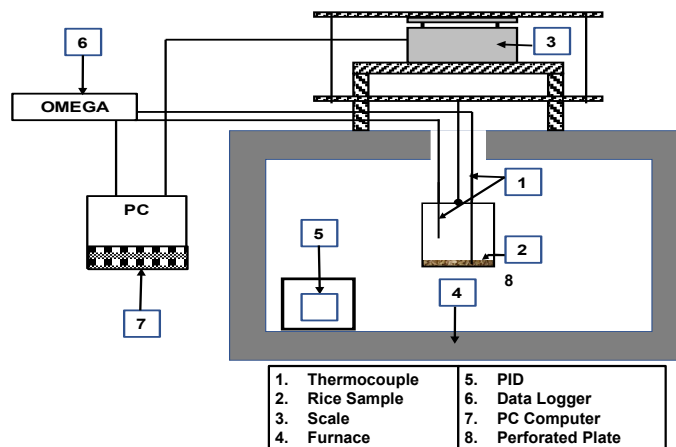 6
3
OMEGA
1
PC
5
2
8
4
7
1. Thermocouple
2. Rice Sample
3. Scale
4. Furnace
5. PID
6. Data Logger
7. PC Computer
8. Perforated Plate